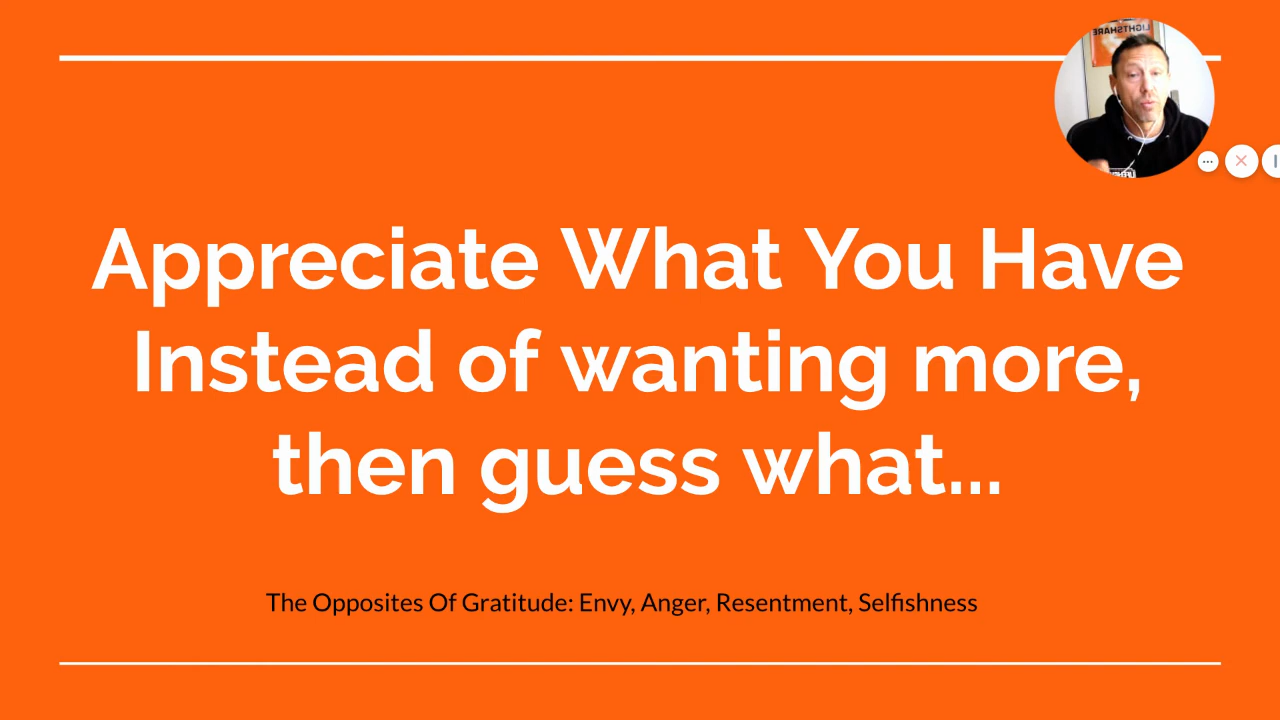 LIGHTSHARE
Appreciate What You Have
Instead of wanting more,
then guess what...
The Opposites Of Gratitude: Envy, Anger, Resentment, Selfishness